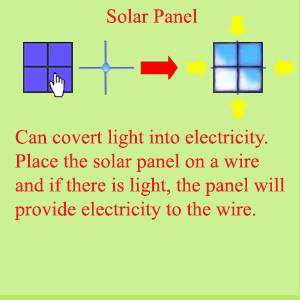 Solar Panel
Can covert light into electricity.
Place the solar panel on a wire
and if there is light, the panel will
provide electricity to the wire.